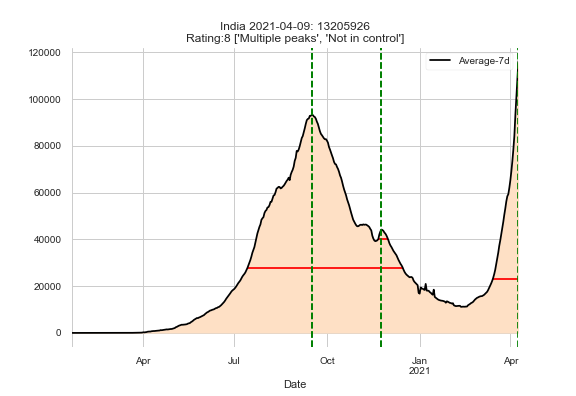 India 2021-04-09: 13205926
Rating:8 ['Multiple peaks', 'Not in control']
Average-7d
120000
100000
80000
60000
40000
20000
0
Apr
Jul
Oct
Jan
2021
Apr
Date